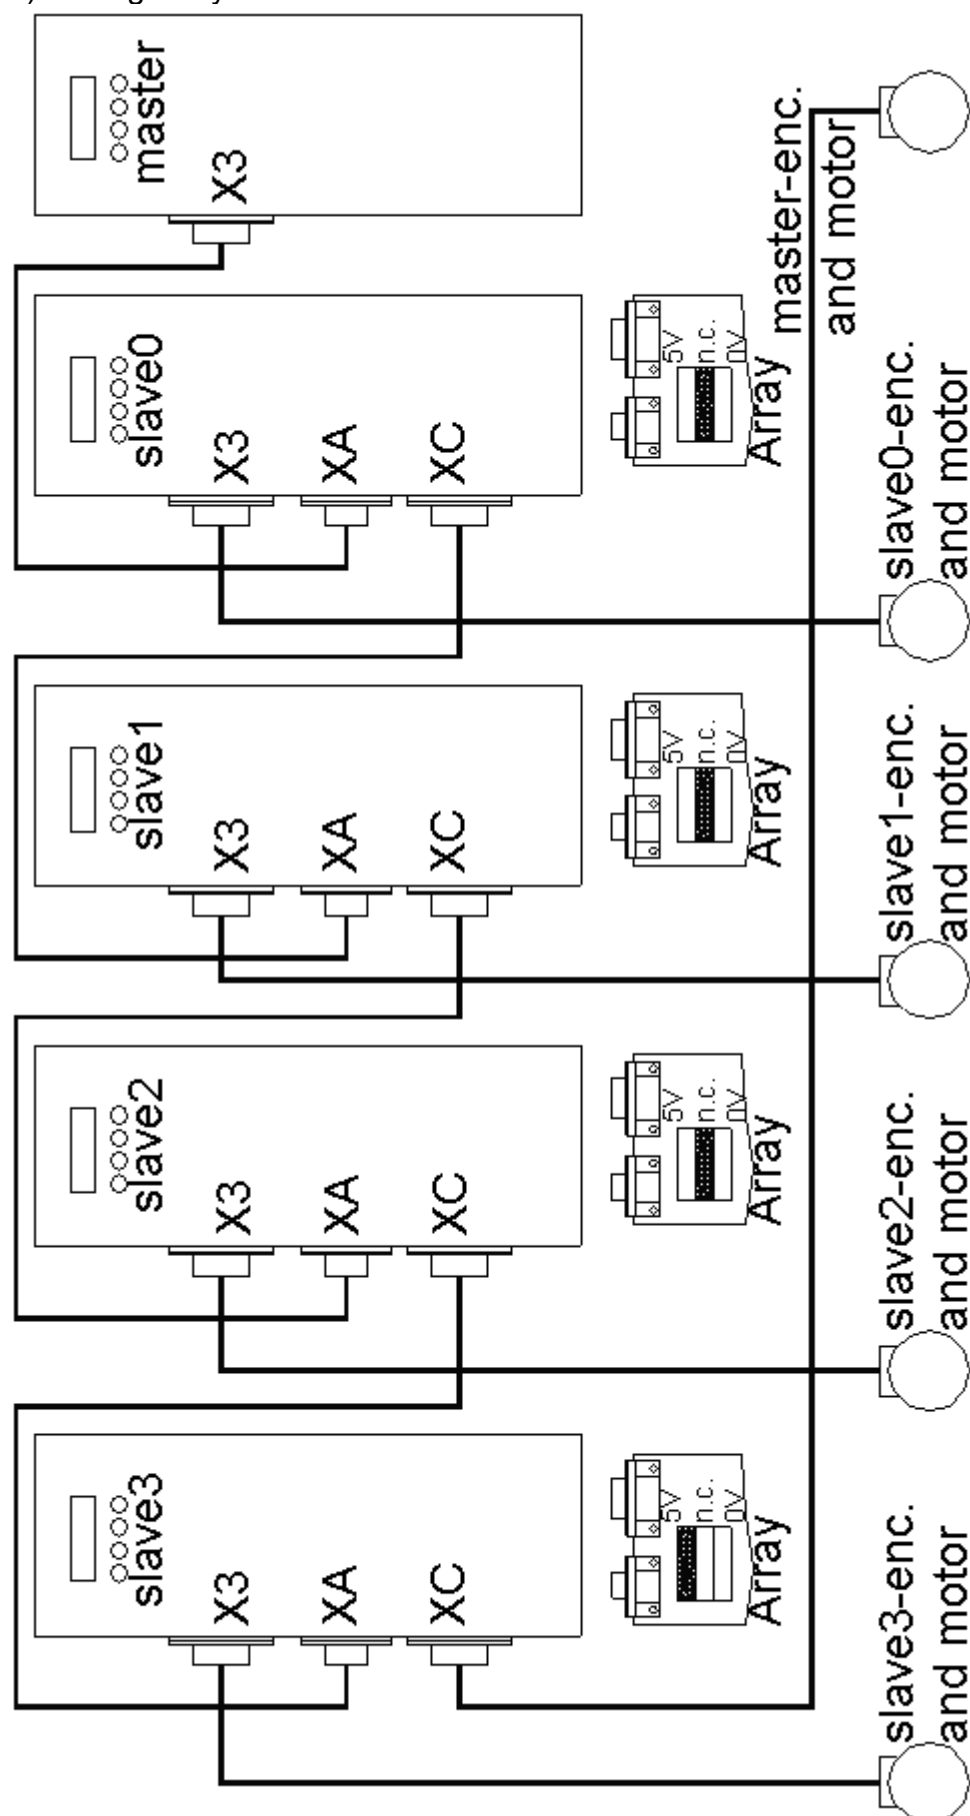 master
X3
master-enc.
and motor
slave0
X3
XA
XC
5V
n.c.
0V
Array
slave0-enc.
and motor
slave1
X3
XA
XC
5V
n.c.
0V
Array
slave1-enc.
and motor
slave2
X3
XA
XC
5V
n.c.
0V
Array
slave2-enc.
and motor
slave3
X3
XA
XC
5V
n.c.
0V
Array
slave3-enc.
and motor